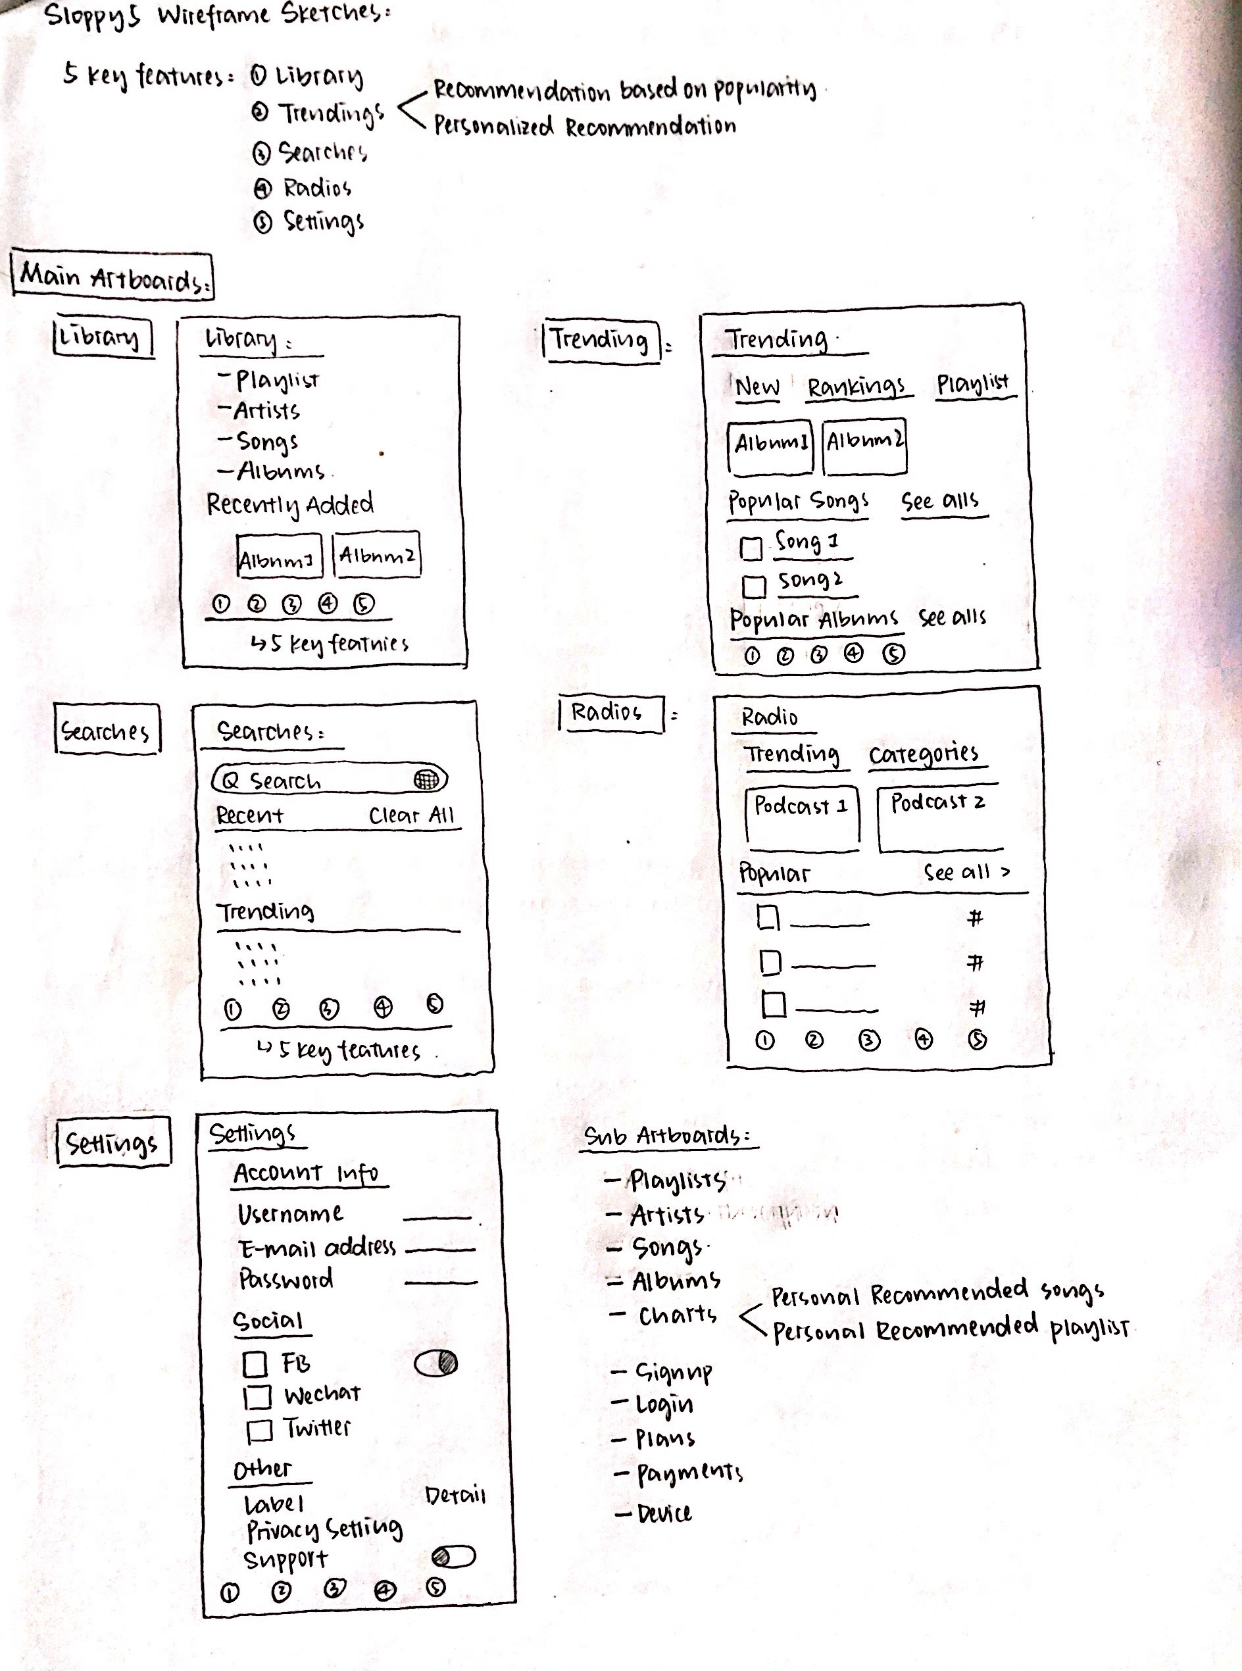 Sloppy5 Wireframe Sketches:
5 key features: ① Library
② Trendings
Recommendation based on popularity.
Personalized Recommendation
③ Searches
④ Radios
⑤ Settings
Main Artboards:
Library
Library:
- Playlist
- Artists
- Songs
- Albums.
Recently Added
Album1 Album2
① ② ③ ④ ⑤
↳ 5 key features
Trending :
Trending
New Rankings Playlist
Album1 Album2
Popular Songs See alls
Song 1
Song2
Popular Albums See alls
① ② ③ ④ ⑤
Searches
Searches:
Search
Recent Clear All
Trending
① ② ③ ④ ⑤
↳ 5 key features.
Radios :
Radio
Trending Categories
Podcast 1 Podcast 2
Popular See all >
#
#
#
① ② ③ ④ ⑤
Settings
Settings
Account Info
Username
E-mail address
Password
Social
FB
Wechat
Twitter
Other
Label Detail
Privacy Setting
Support
① ② ③ ④ ⑤
Sub Artboards:
- Playlists
- Artists
- Songs
- Albums
- Charts
Personal Recommended songs
Personal Recommended playlist
- Signup
- Login
- Plans
- Payments
- Device